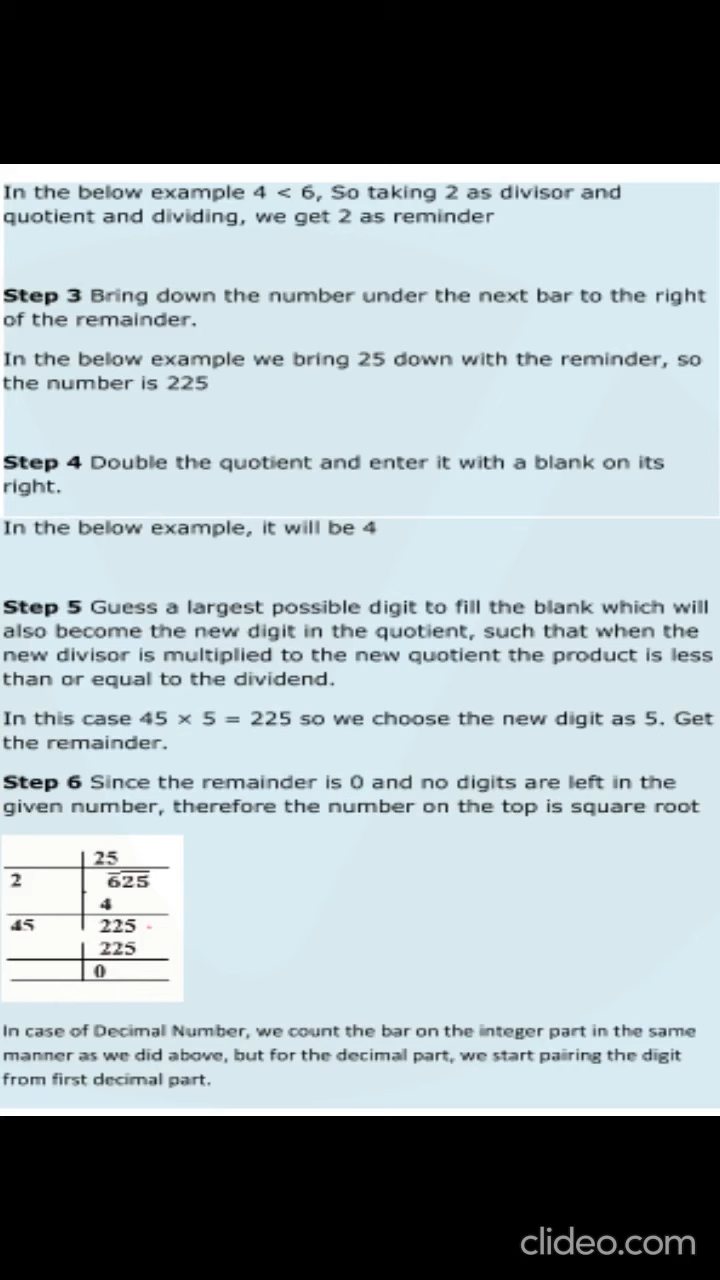 In the below example 4 < 6, So taking 2 as divisor and
quotient and dividing, we get 2 as reminder
Step 3 Bring down the number under the next bar to the right
of the remainder.
In the below example we bring 25 down with the reminder, so
the number is 225
Step 4 Double the quotient and enter it with a blank on its
right.
In the below example, it will be 4
Step 5 Guess a largest possible digit to fill the blank which will
also become the new digit in the quotient, such that when the
new divisor is multiplied to the new quotient the product is less
than or equal to the dividend.
In this case 45 × 5 = 225 so we choose the new digit as 5. Get
the remainder.
Step 6 Since the remainder is 0 and no digits are left in the
given number, therefore the number on the top is square root
25
2 625
4
45 225
225
0
In case of Decimal Number, we count the bar on the integer part in the same
manner as we did above, but for the decimal part, we start pairing the digit
from first decimal part.
clideo.com